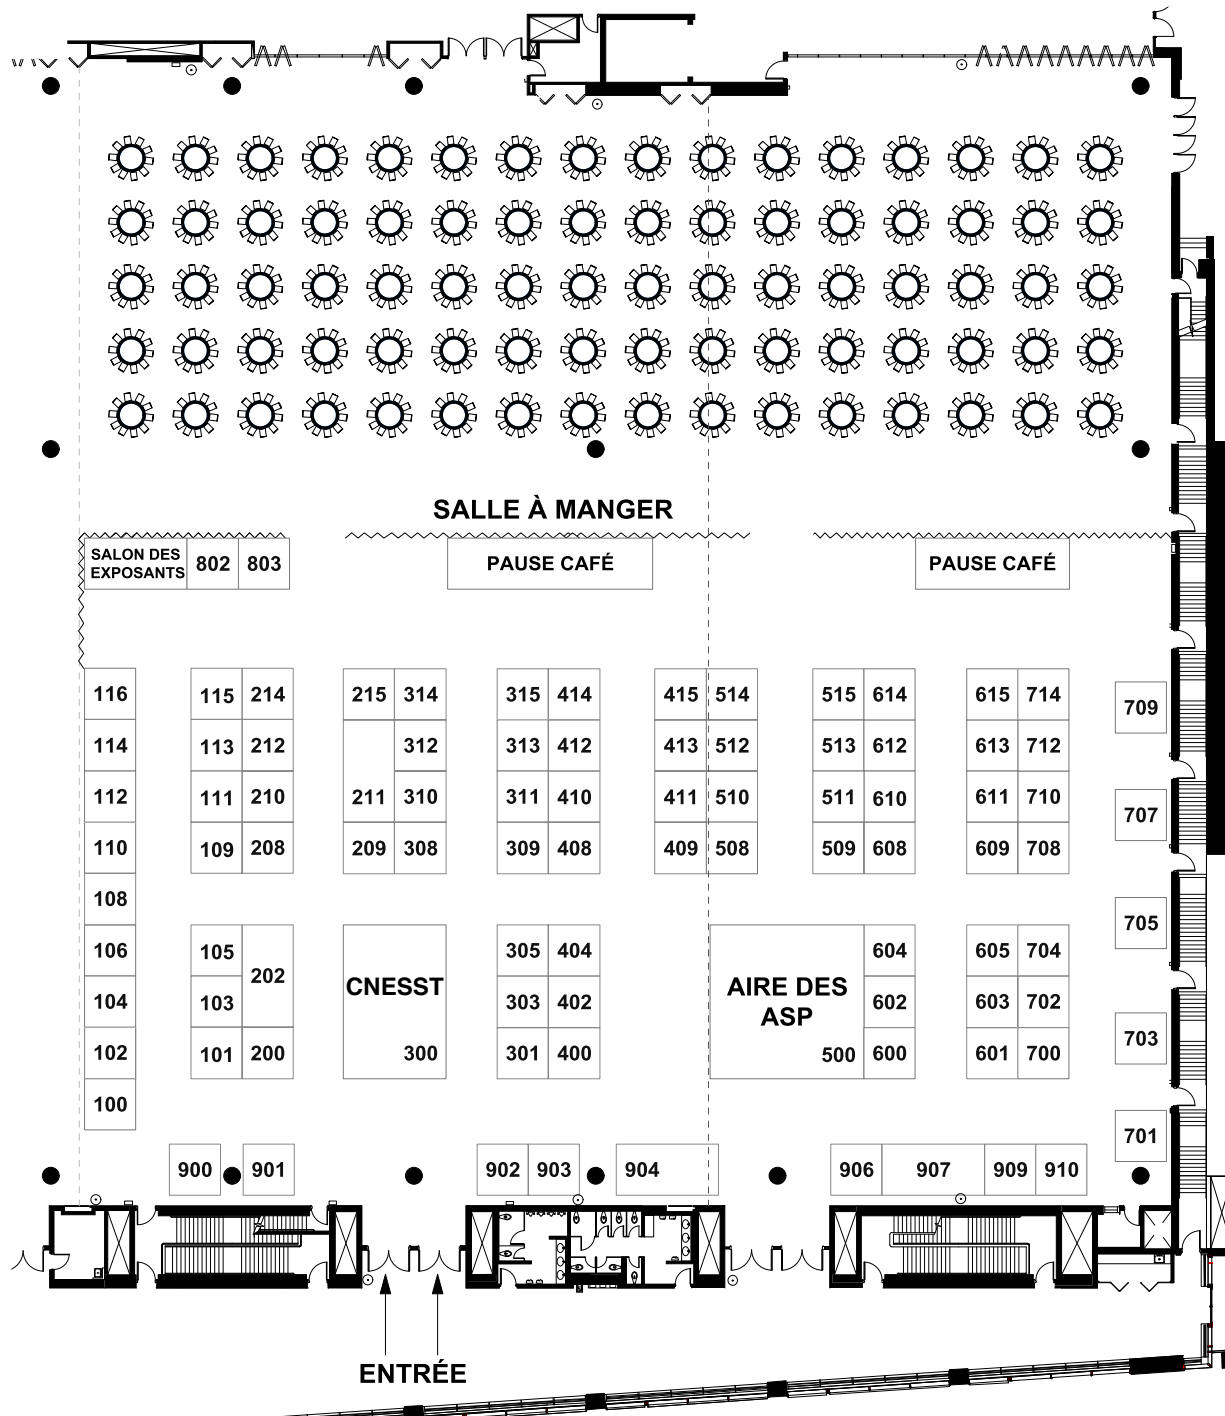 SALLE À MANGER
SALON DES EXPOSANTS 802 803 PAUSE CAFÉ PAUSE CAFÉ
116 115 214 215 314 315 414 415 514 515 614 615 714 709
114 113 212 312 313 412 413 512 513 612 613 712
112 111 210 211 310 311 410 411 510 511 610 611 710 707
110 109 208 209 308 309 408 409 508 509 608 609 708
108 705
106 105 202 CNESST 305 404 AIRE DES ASP 604 605 704
104 103 303 402 602 603 702 703
102 101 200 300 301 400 500 600 601 700
100 701
900 901 902 903 904 906 907 909 910
ENTRÉE